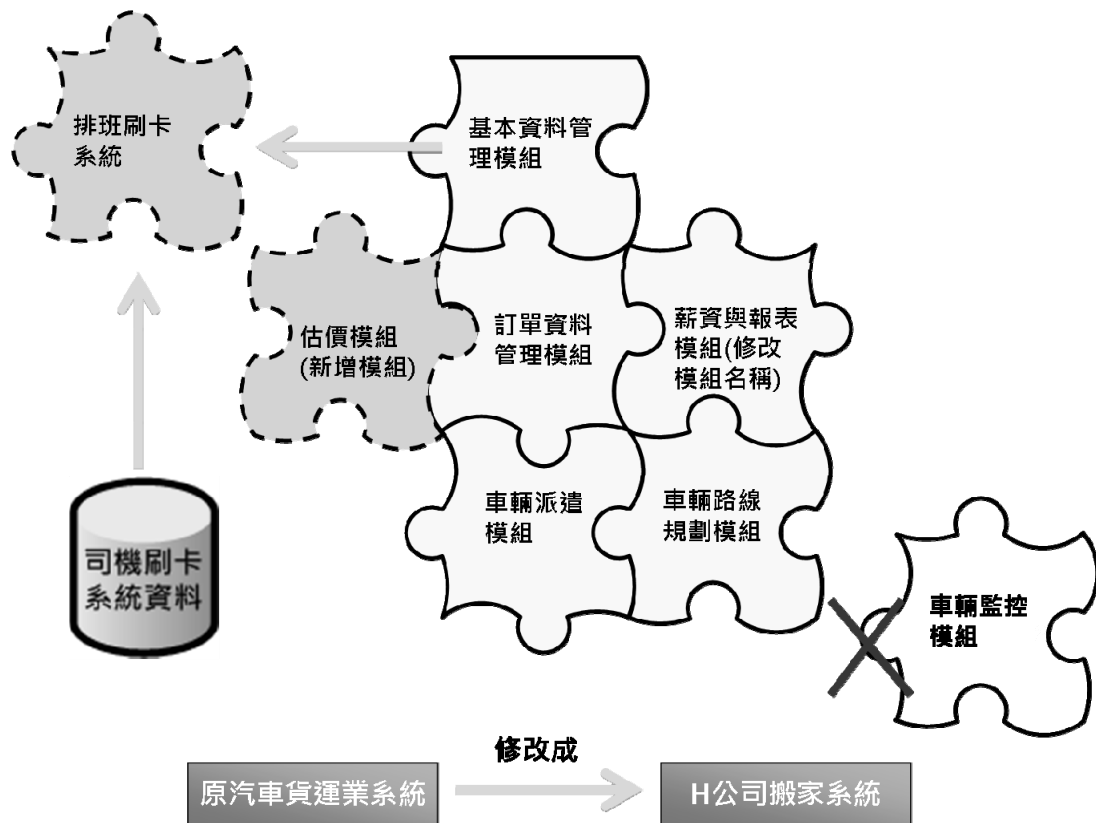 排班刷卡
系統
基本資料管
理模組
估價模組
(新增模組)
訂單資料
管理模組
薪資與報表
模組(修改
模組名稱)
司機刷卡
系統資料
車輛派遣
模組
車輛路線
規劃模組
車輛監控
模組
修改成
原汽車貨運業系統
H公司搬家系統